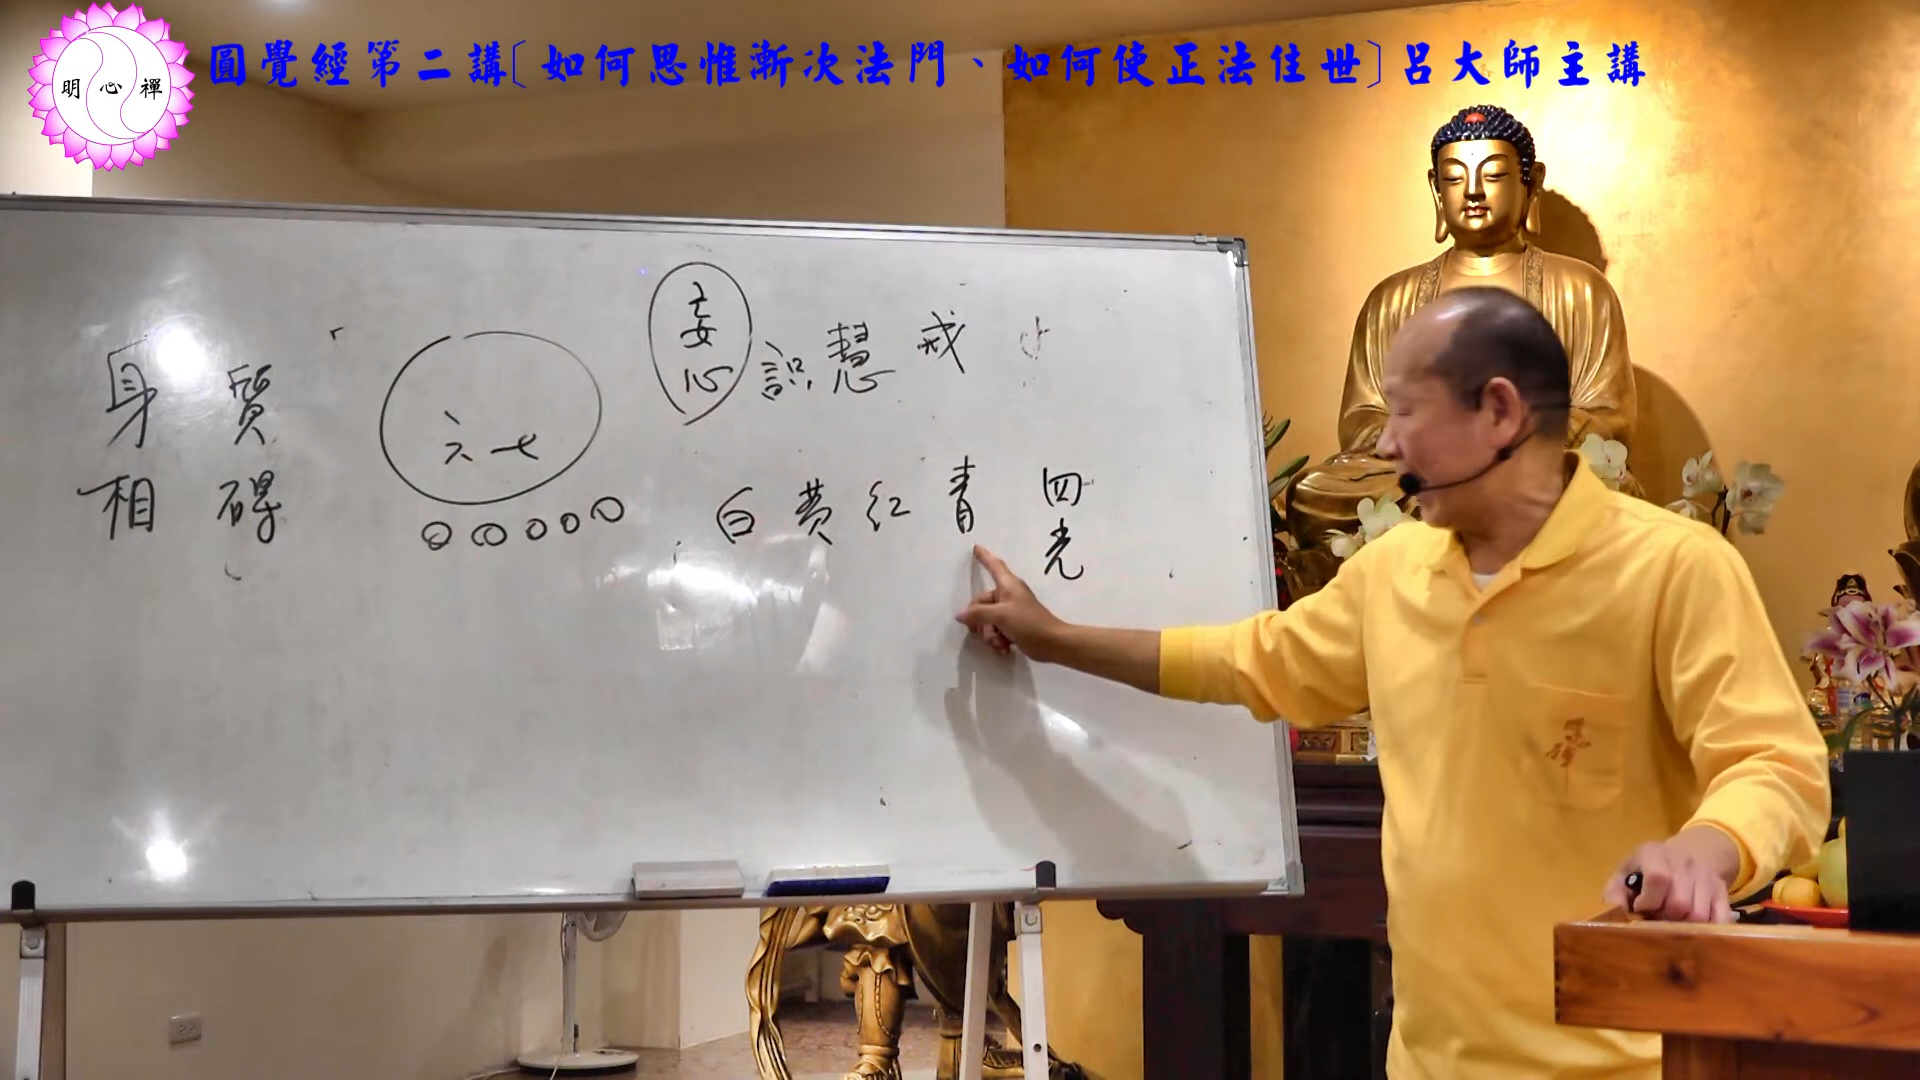 圓覺經第二講〔如何思惟漸次法門、如何使正法住世〕呂大師主講
明心禪
四光
青
紅
黃
白
戒
慧
識
妄心
六七
質礙
身相